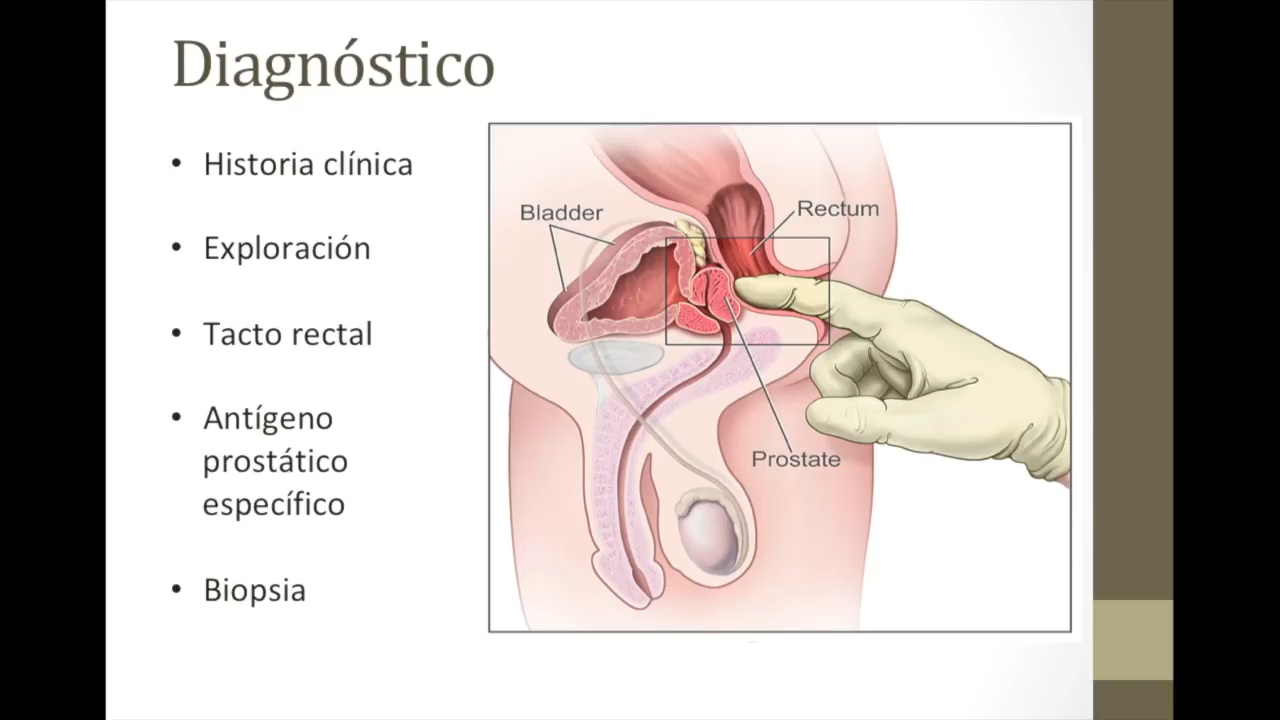 Diagnóstico
• Historia clínica
• Exploración
• Tacto rectal
• Antígeno
prostático
específico
• Biopsia
Bladder
Rectum
Prostate